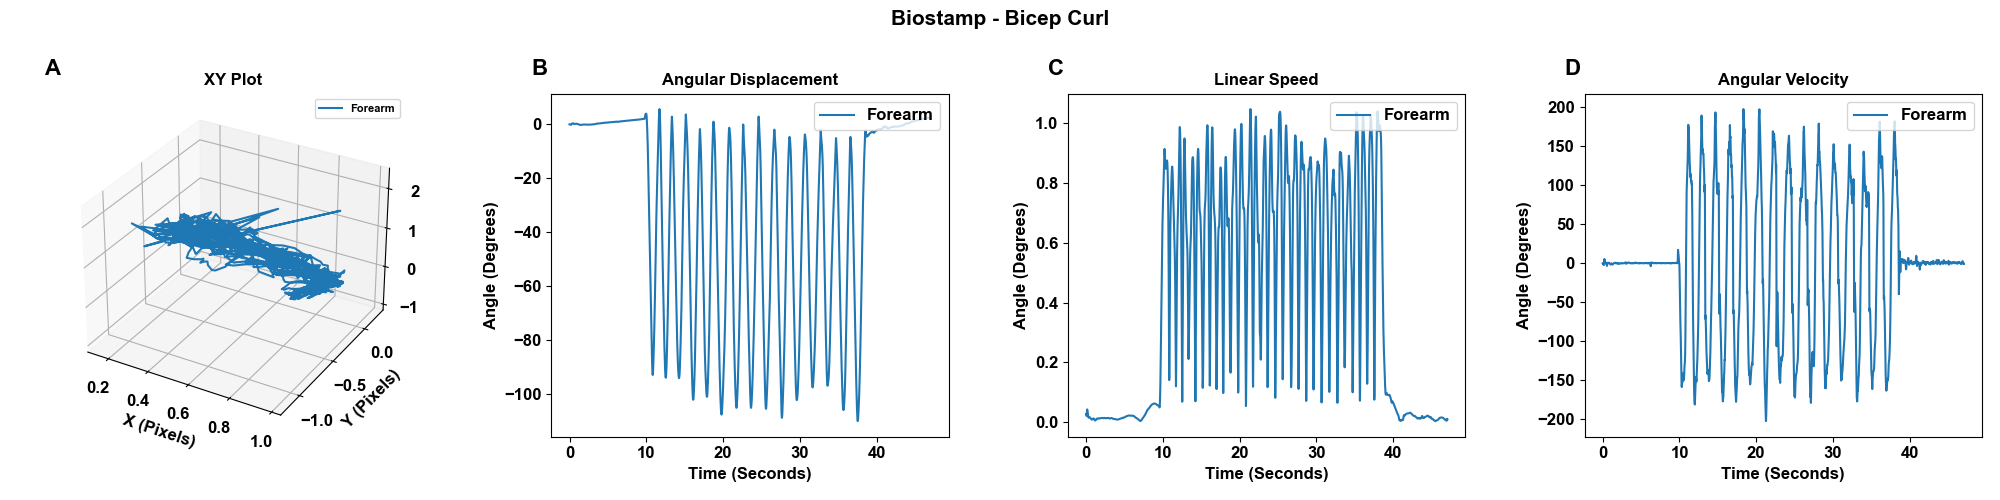 Biostamp - Bicep Curl
A
XY Plot
Forearm
2
1
0
−1
0.2
0.4
0.6
0.8
1.0
X (Pixels)
0.0
−0.5
−1.0
Y (Pixels)
B
Angular Displacement
Forearm
0
−20
−40
−60
−80
−100
Angle (Degrees)
0
10
20
30
40
Time (Seconds)
C
Linear Speed
Forearm
1.0
0.8
0.6
0.4
0.2
0.0
Angle (Degrees)
0
10
20
30
40
Time (Seconds)
D
Angular Velocity
Forearm
200
150
100
50
0
−50
−100
−150
−200
Angle (Degrees)
0
10
20
30
40
Time (Seconds)